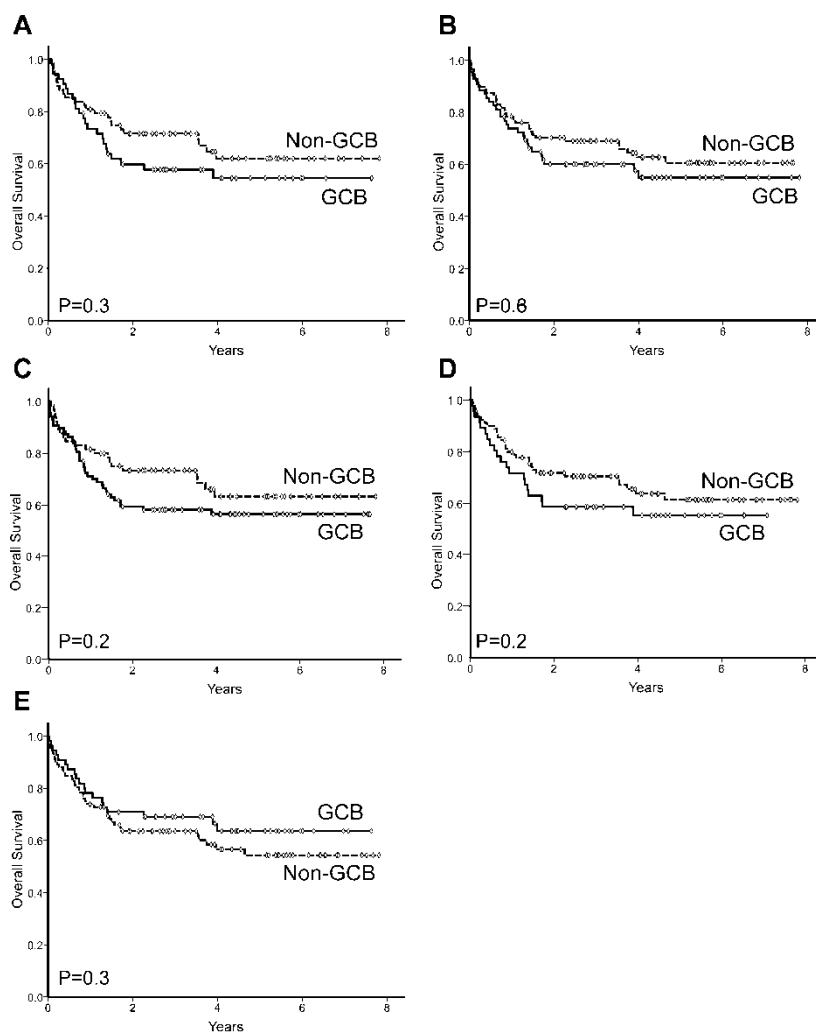 A
1.0
0.8
0.6
0.4
0.2
0.0
Overall Survival
Non-GCB
GCB
P=0.3
0 2 4 6 8
Years
B
1.0
0.8
0.6
0.4
0.2
0.0
Overall Survival
Non-GCB
GCB
P=0.6
0 2 4 6 8
Years
C
1.0
0.8
0.6
0.4
0.2
0.0
Overall Survival
Non-GCB
GCB
P=0.2
0 2 4 6 8
Years
D
1.0
0.8
0.6
0.4
0.2
0.0
Overall Survival
Non-GCB
GCB
P=0.2
0 2 4 6 8
Years
E
1.0
0.8
0.6
0.4
0.2
0.0
Overall Survival
GCB
Non-GCB
P=0.3
0 2 4 6 8
Years